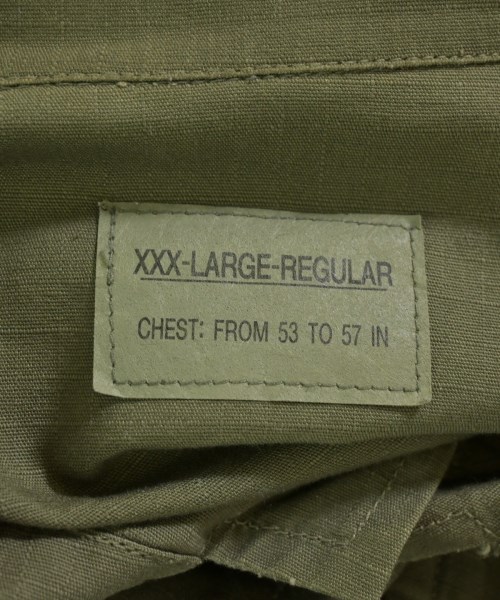 XXX-LARGE-REGULAR
CHEST: FROM 53 TO 57 IN